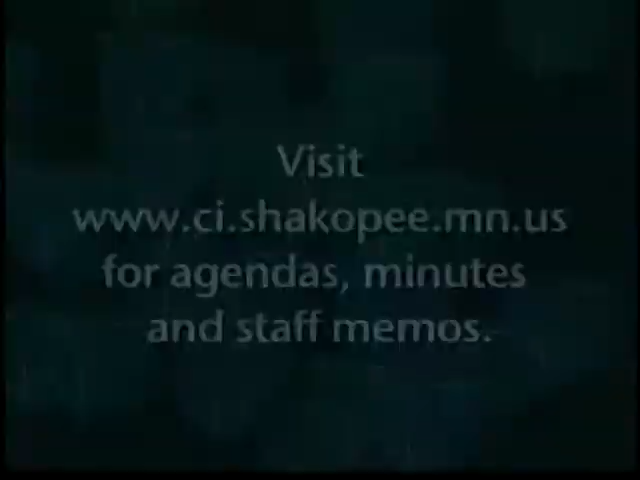 Visit
www.ci.shakopee.mn.us
for agendas, minutes
and staff memos.